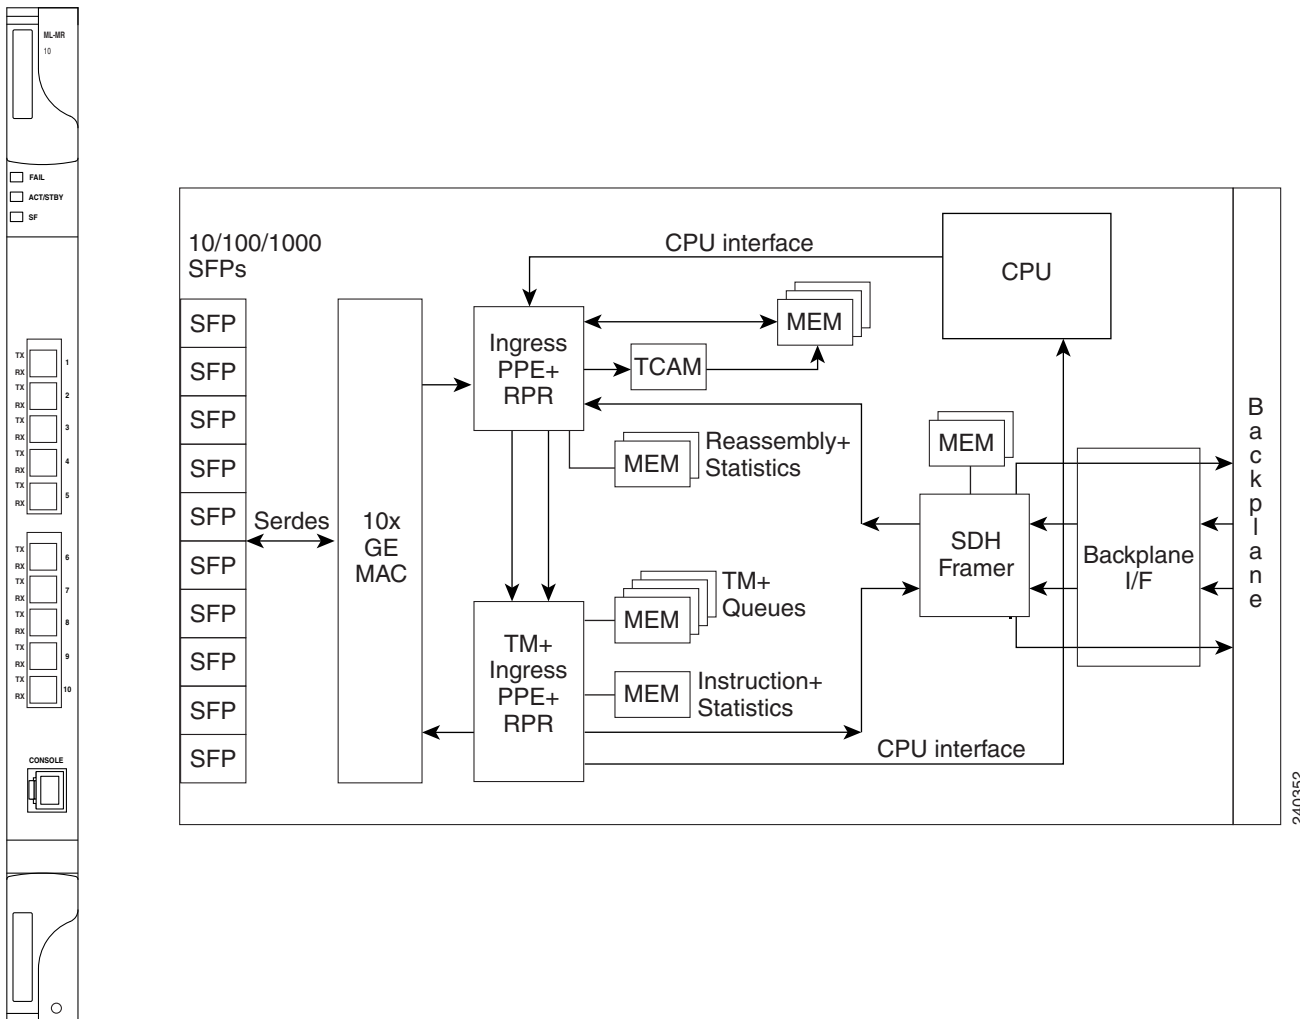 ML-MR
10
FAIL
ACT/STBY
SF
TX
RX
1
TX
RX
2
TX
RX
3
TX
RX
4
TX
RX
5
TX
RX
6
TX
RX
7
TX
RX
8
TX
RX
9
TX
RX
10
CONSOLE
10/100/1000
SFPs
SFP
SFP
SFP
SFP
SFP
SFP
SFP
SFP
SFP
SFP
Serdes
10x
GE
MAC
CPU interface
CPU
Ingress
PPE+
RPR
MEM
TCAM
MEM
Reassembly+
Statistics
MEM
SDH
Framer
Backplane
I/F
Backplane
TM+
Ingress
PPE+
RPR
MEM
TM+
Queues
MEM
Instruction+
Statistics
CPU interface
240352